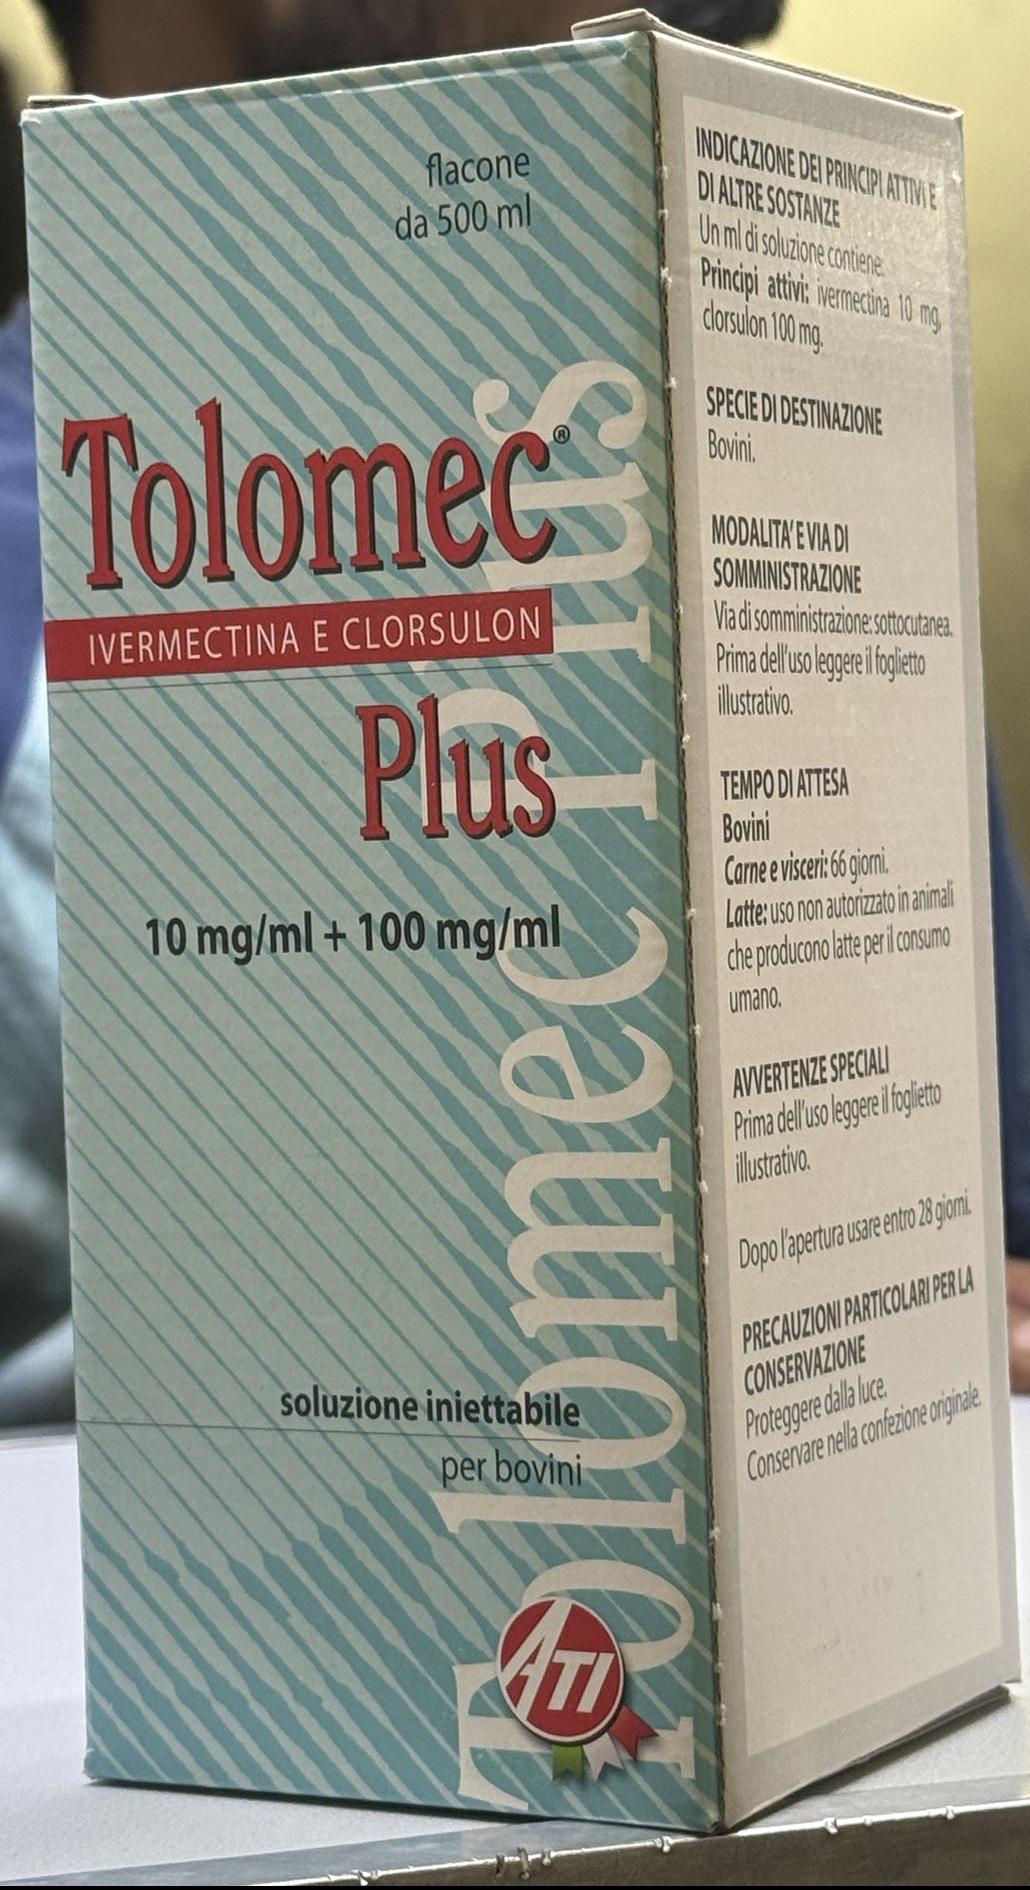 flacone
da 500 ml
Tolomec®
IVERMECTINA E CLORSULON
Plus
10 mg/ml + 100 mg/ml
soluzione iniettabile
per bovini
ATI
Tolomec Plus
INDICAZIONE DEI PRINCIPI ATTIVI E
DI ALTRE SOSTANZE
Un ml di soluzione contiene:
Principi attivi: ivermectina 10 mg,
clorsulon 100 mg.
SPECIE DI DESTINAZIONE
Bovini.
MODALITA' E VIA DI
SOMMINISTRAZIONE
Via di somministrazione: sottocutanea.
Prima dell'uso leggere il foglietto
illustrativo.
TEMPO DI ATTESA
Bovini
Carne e visceri: 66 giorni.
Latte: uso non autorizzato in animali
che producono latte per il consumo
umano.
AVVERTENZE SPECIALI
Prima dell'uso leggere il foglietto
illustrativo.
Dopo l'apertura usare entro 28 giorni.
PRECAUZIONI PARTICOLARI PER LA
CONSERVAZIONE
Proteggere dalla luce.
Conservare nella confezione originale.